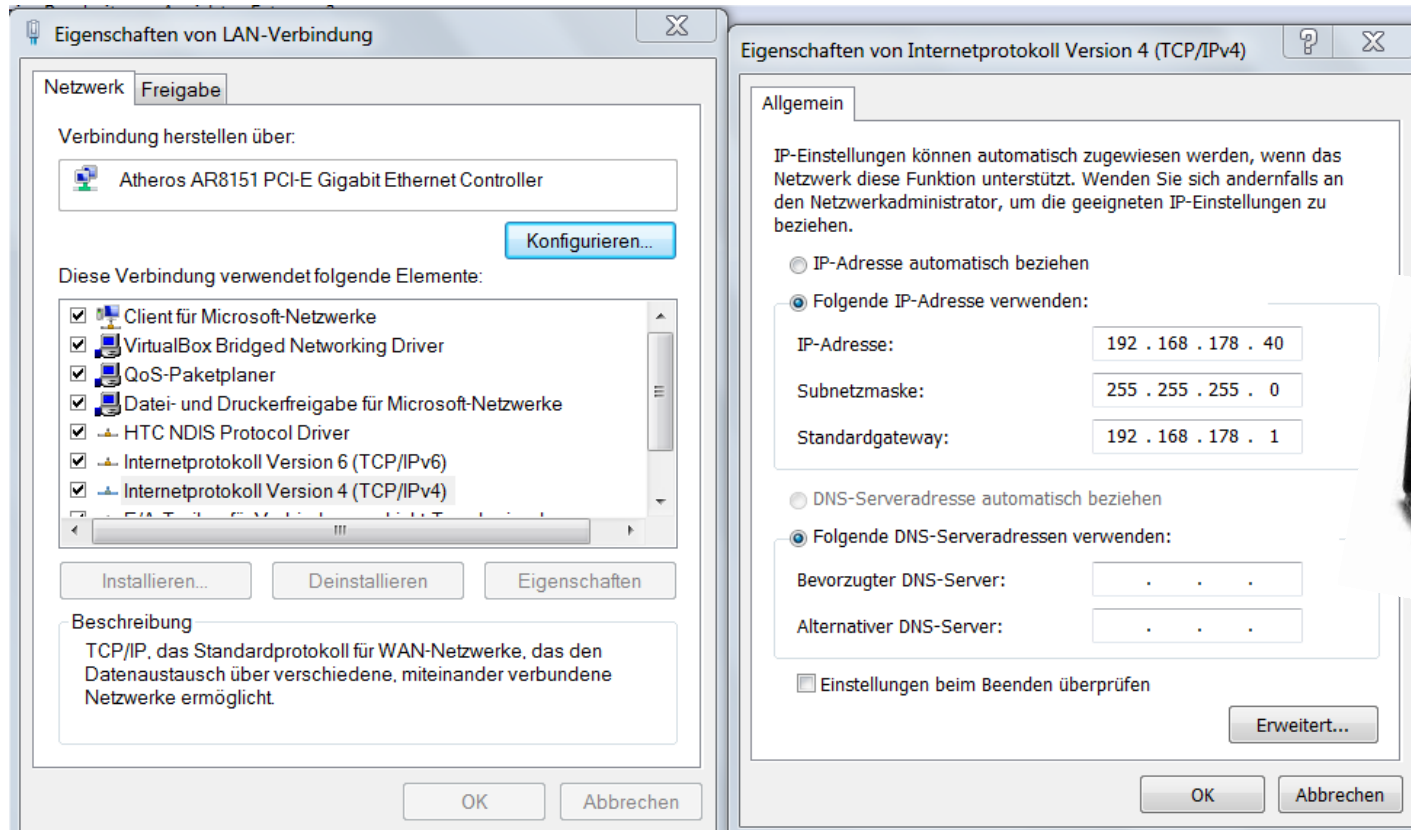 Eigenschaften von LAN-Verbindung
Netzwerk
Freigabe
Verbindung herstellen über:
Atheros AR8151 PCI-E Gigabit Ethernet Controller
Konfigurieren...
Diese Verbindung verwendet folgende Elemente:
Client für Microsoft-Netzwerke
VirtualBox Bridged Networking Driver
QoS-Paketplaner
Datei- und Druckerfreigabe für Microsoft-Netzwerke
HTC NDIS Protocol Driver
Internetprotokoll Version 6 (TCP/IPv6)
Internetprotokoll Version 4 (TCP/IPv4)
Installieren...
Deinstallieren
Eigenschaften
Beschreibung
TCP/IP, das Standardprotokoll für WAN-Netzwerke, das den
Datenaustausch über verschiedene, miteinander verbundene
Netzwerke ermöglicht.
OK
Abbrechen
Eigenschaften von Internetprotokoll Version 4 (TCP/IPv4)
Allgemein
IP-Einstellungen können automatisch zugewiesen werden, wenn das
Netzwerk diese Funktion unterstützt. Wenden Sie sich andernfalls an
den Netzwerkadministrator, um die geeigneten IP-Einstellungen zu
beziehen.
IP-Adresse automatisch beziehen
Folgende IP-Adresse verwenden:
IP-Adresse: 192 . 168 . 178 . 40
Subnetzmaske: 255 . 255 . 255 . 0
Standardgateway: 192 . 168 . 178 . 1
DNS-Serveradresse automatisch beziehen
Folgende DNS-Serveradressen verwenden:
Bevorzugter DNS-Server: . . .
Alternativer DNS-Server: . . .
Einstellungen beim Beenden überprüfen
Erweitert...
OK
Abbrechen